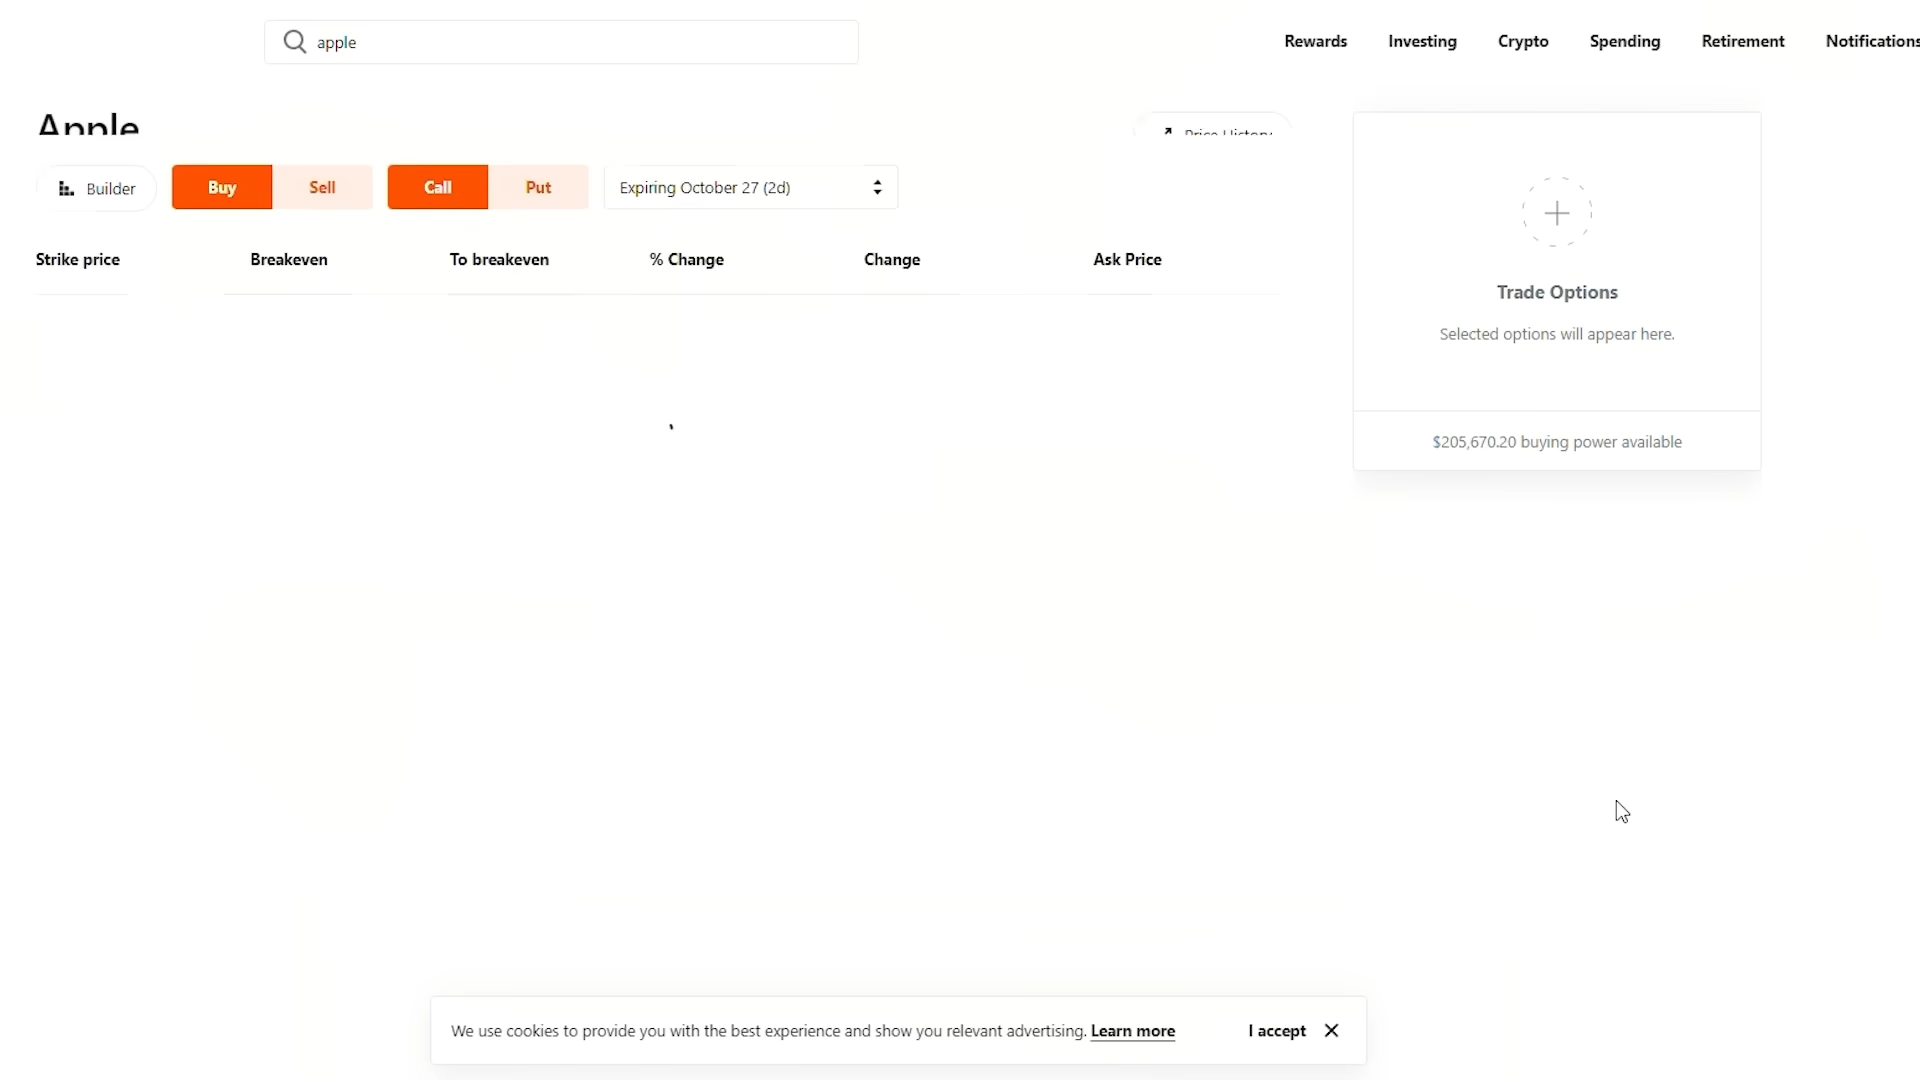 apple
Rewards Investing Crypto Spending Retirement Notifications
Apple
Price History
Builder Buy Sell Call Put Expiring October 27 (2d)
Strike price Breakeven To breakeven % Change Change Ask Price
Trade Options
Selected options will appear here.
$205,670.20 buying power available
We use cookies to provide you with the best experience and show you relevant advertising. Learn more I accept